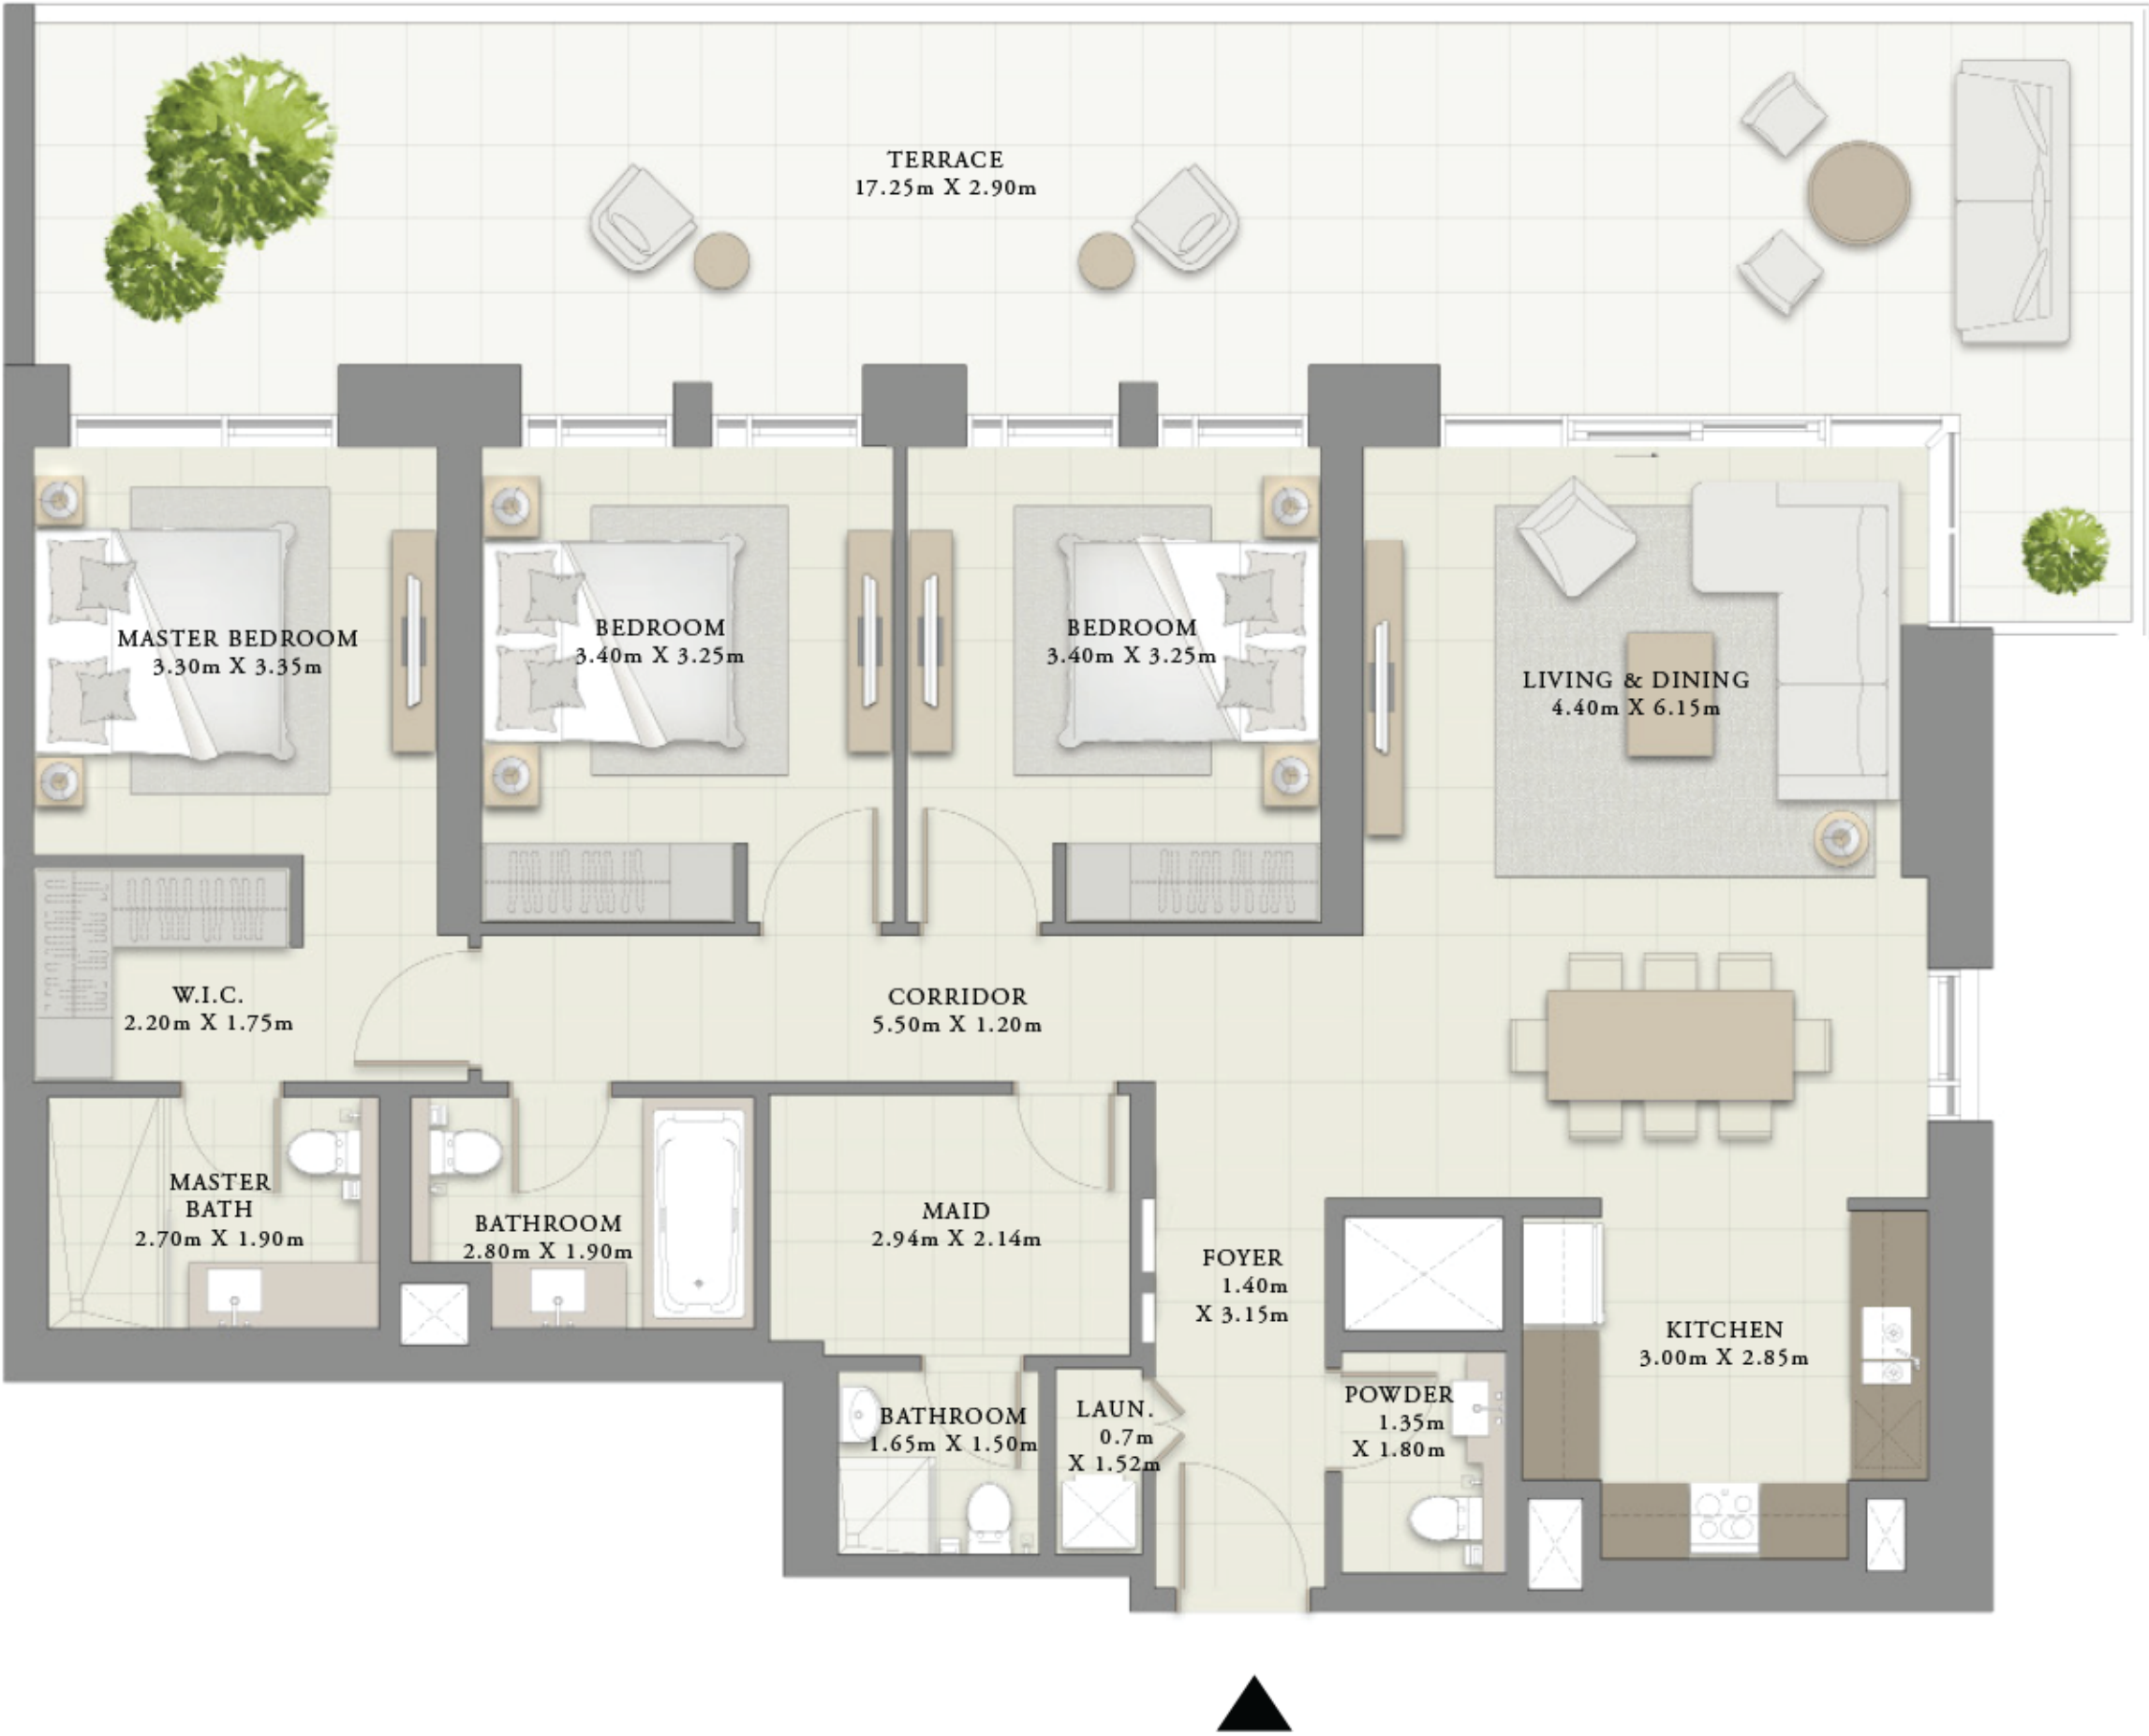 TERRACE
17.25m X 2.90m
MASTER BEDROOM
3.30m X 3.35m
BEDROOM
3.40m X 3.25m
BEDROOM
3.40m X 3.25m
LIVING & DINING
4.40m X 6.15m
W.I.C.
2.20m X 1.75m
CORRIDOR
5.50m X 1.20m
MASTER
BATH
2.70m X 1.90m
BATHROOM
2.80m X 1.90m
MAID
2.94m X 2.14m
FOYER
1.40m
X 3.15m
KITCHEN
3.00m X 2.85m
BATHROOM
1.65m X 1.50m
LAUN.
0.7m
X 1.52m
POWDER
1.35m
X 1.80m